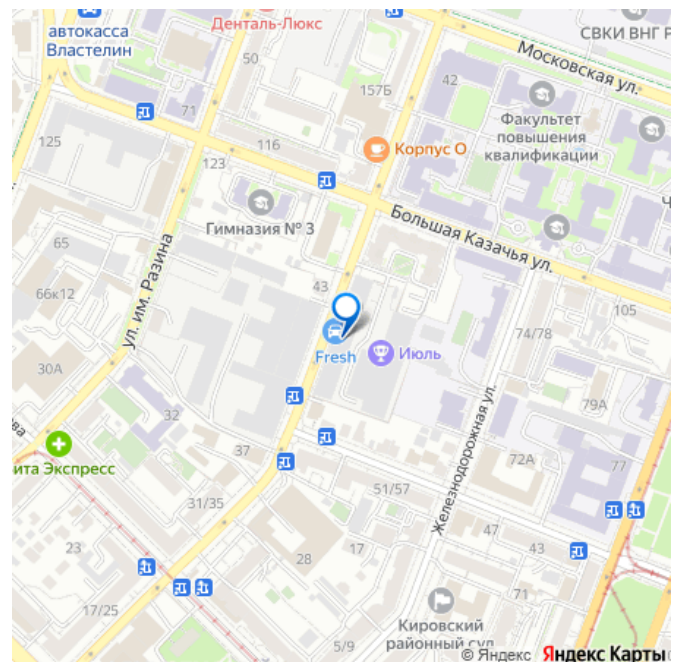 автокасса
Властелин
Денталь-Люкс
СВКИ ВНГ Р
Московская ул.
50
157Б
42
71
Факультет
повышения
квалификации
125
116
Корпус О
123
Гимназия № 3
Большая Казачья ул.
Ч
65
ул. им. Разина
66к12
43
105
74/78
Fresh
Июль
30А
79А
32
ва
37
ита Экспресс
Железнодорожная ул.
72А
77
51/57
31/35
47
43
23
28
17/25
Кировский
районный суд
5/9
© Яндекс Яндекс Карты